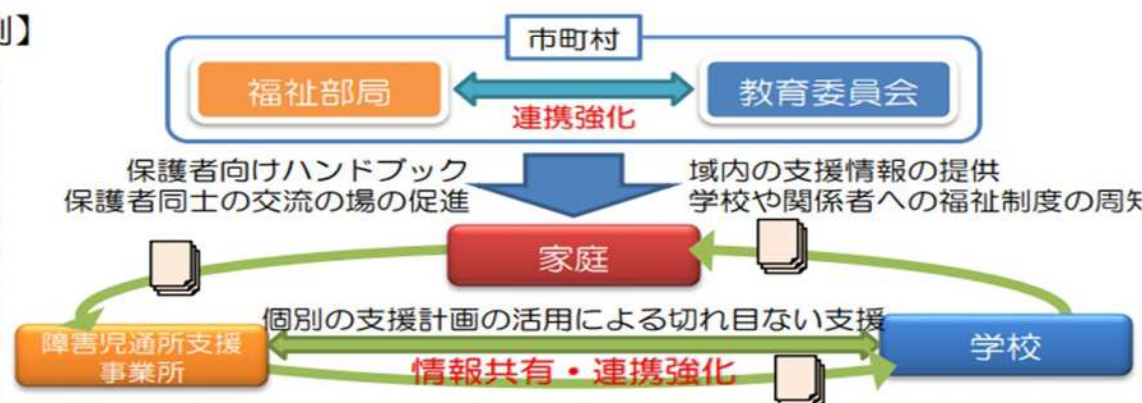 例】
市町村
福祉部局
教育委員会
連携強化
保護者向けハンドブック
保護者同士の交流の場の促進
域内の支援情報の提供
学校や関係者への福祉制度の周知
家庭
個別の支援計画の活用による切れ目ない支援
障害児通所支援
事業所
学校
情報共有・連携強化